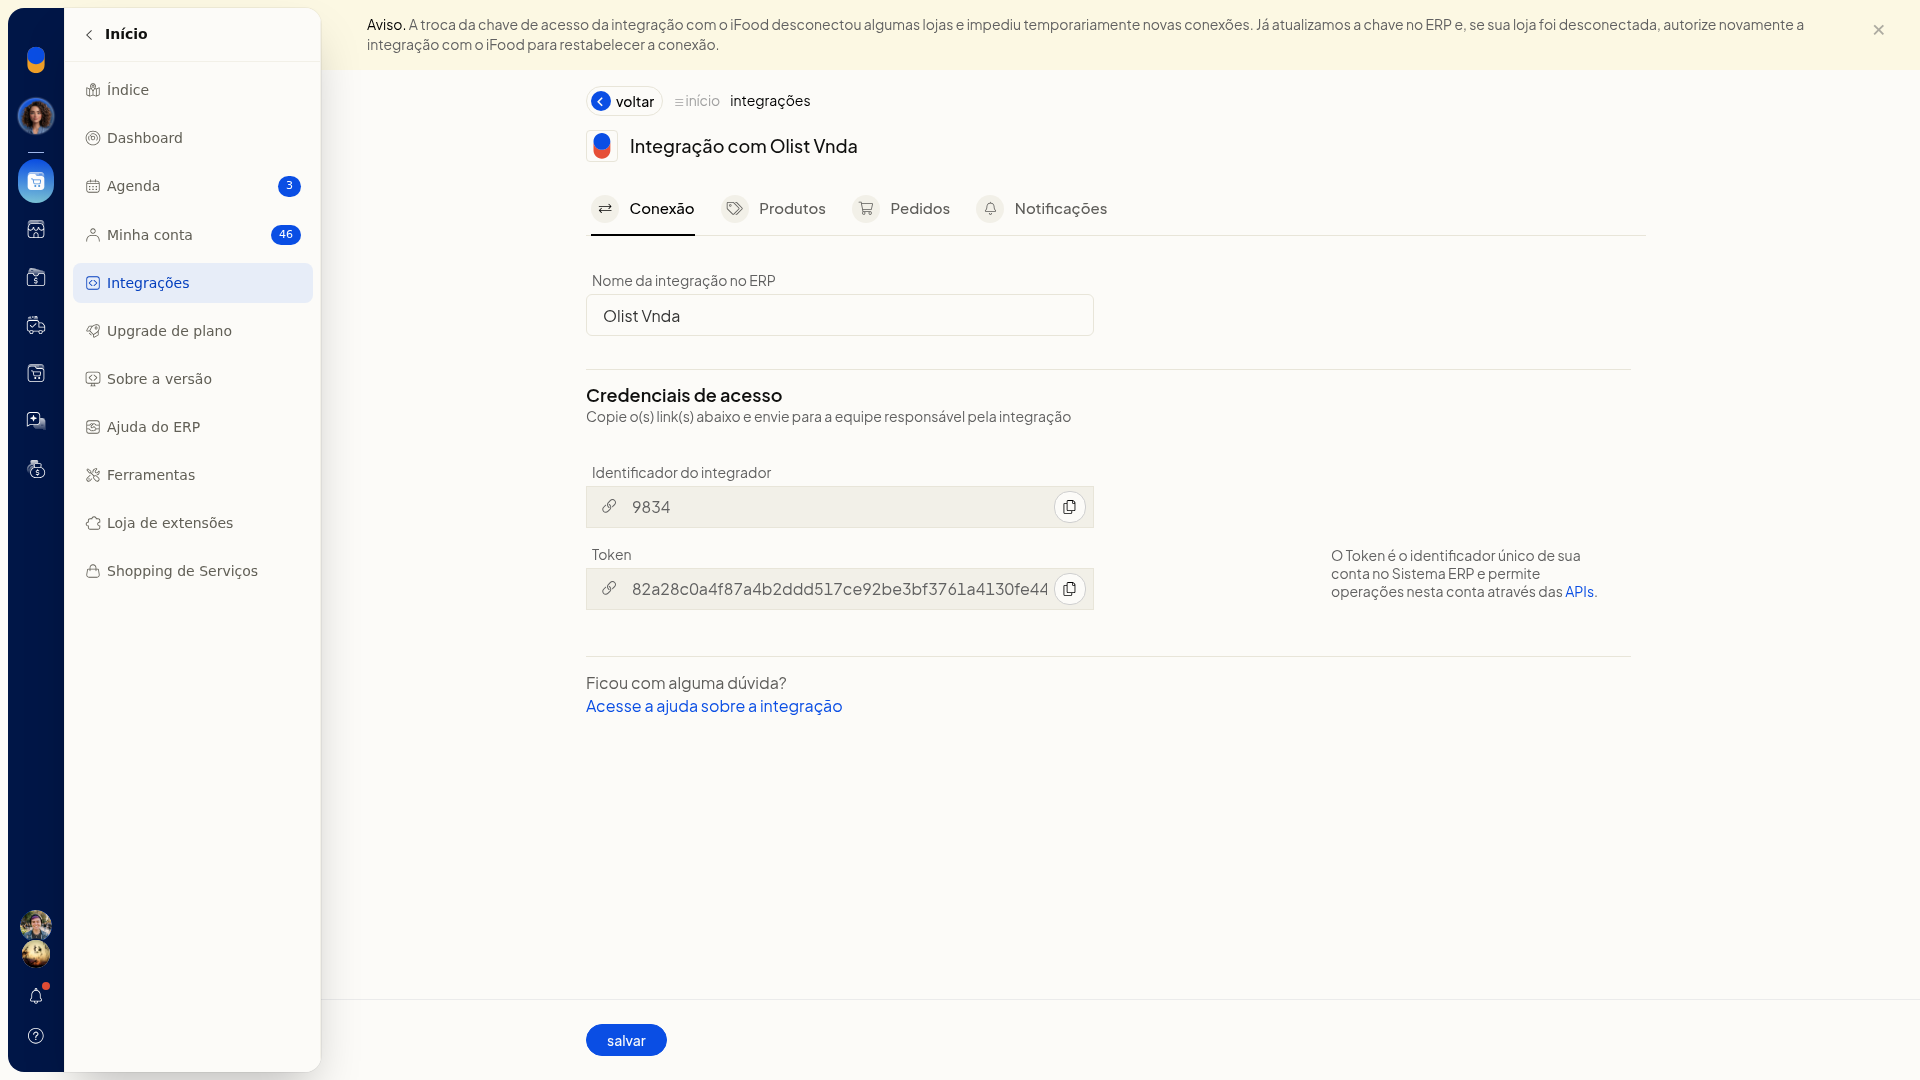 Início
Índice
Dashboard
Agenda
3
Minha conta
46
Integrações
Upgrade de plano
Sobre a versão
Ajuda do ERP
Ferramentas
Loja de extensões
Shopping de Serviços
Aviso. A troca da chave de acesso da integração com o iFood desconectou algumas lojas e impediu temporariamente novas conexões. Já atualizamos a chave no ERP e, se sua loja foi desconectada, autorize novamente a
integração com o iFood para restabelecer a conexão.
voltar
início
integrações
Integração com Olist Vnda
Conexão
Produtos
Pedidos
Notificações
Nome da integração no ERP
Olist Vnda
Credenciais de acesso
Copie o(s) link(s) abaixo e envie para a equipe responsável pela integração
Identificador do integrador
9834
Token
82a28c0a4f87a4b2ddd517ce92be3bf3761a4130fe44
O Token é o identificador único de sua
conta no Sistema ERP e permite
operações nesta conta através das APIs.
Ficou com alguma dúvida?
Acesse a ajuda sobre a integração
salvar